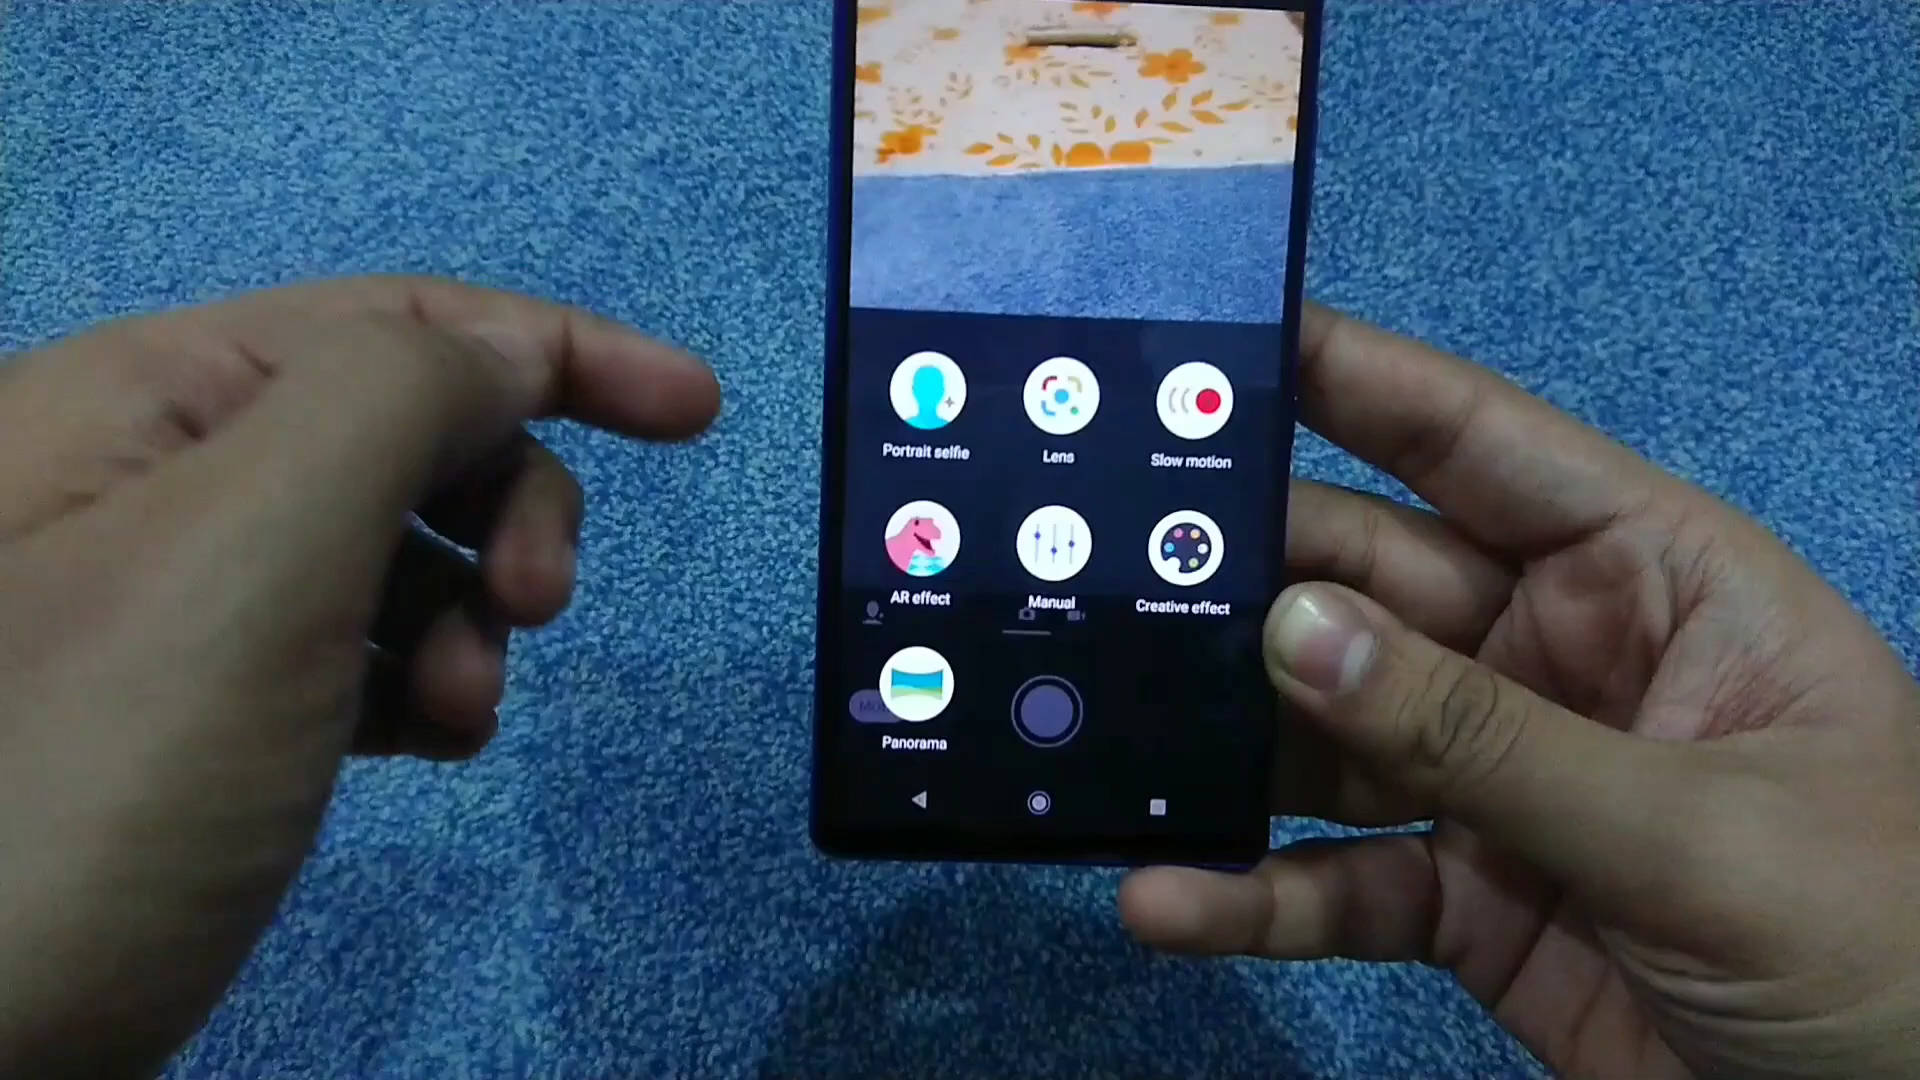 Portrait selfie
Lens
Slow motion
AR effect
Manual
Creative effect
Panorama